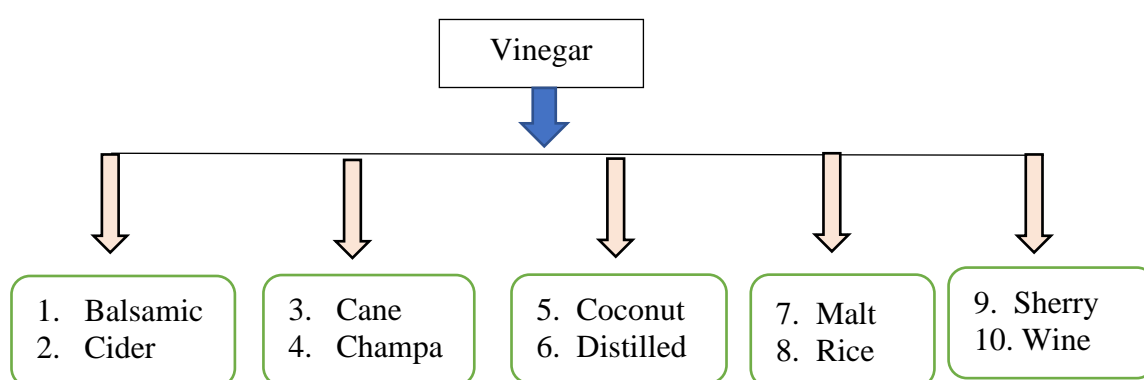 Vinegar
1. Balsamic
2. Cider
3. Cane
4. Champa
5. Coconut
6. Distilled
7. Malt
8. Rice
9. Sherry
10. Wine